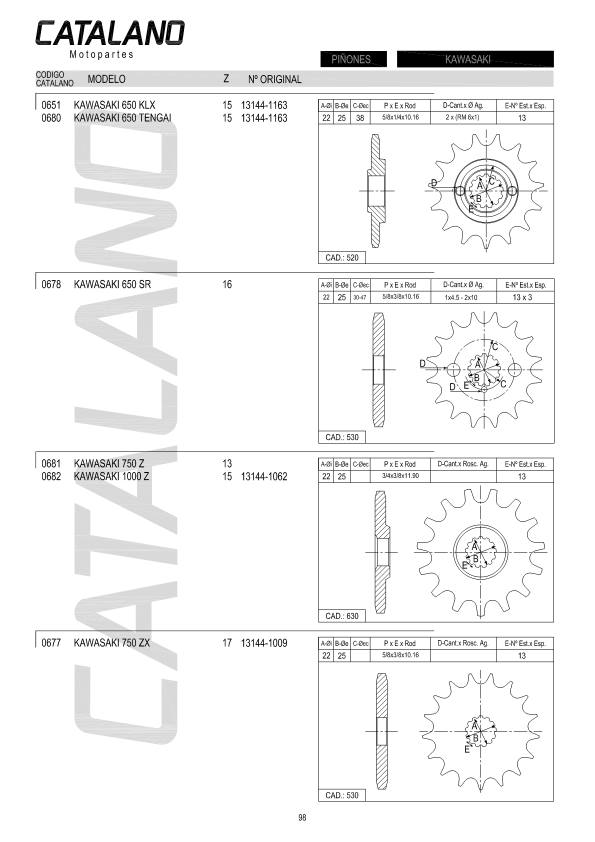 CATALANO
Motopartes
PIÑONES KAWASAKI
CODIGO CATALANO MODELO Z Nº ORIGINAL
0651 KAWASAKI 650 KLX 15 13144-1163
0680 KAWASAKI 650 TENGAI 15 13144-1163
A-Øi B-Øe C-Øec P x E x Rod D-Cant.x Ø Ag. E-Nº Est.x Esp.
22 25 38 5/8x1/4x10.16 2 x (RM 6x1) 13
D A C B E
CAD.: 520
0678 KAWASAKI 650 SR 16
A-Øi B-Øe C-Øec P x E x Rod D-Cant.x Ø Ag. E-Nº Est.x Esp.
22 25 30-47 5/8x3/8x10.16 1x4.5 - 2x10 13 x 3
C D A B E C D
CAD.: 530
0681 KAWASAKI 750 Z 13
0682 KAWASAKI 1000 Z 15 13144-1062
A-Øi B-Øe C-Øec P x E x Rod D-Cant.x Rosc. Ag. E-Nº Est.x Esp.
22 25 3/4x3/8x11.90 13
A B E
CAD.: 630
0677 KAWASAKI 750 ZX 17 13144-1009
A-Øi B-Øe C-Øec P x E x Rod D-Cant.x Rosc. Ag. E-Nº Est.x Esp.
22 25 5/8x3/8x10.16 13
A B E
CAD.: 530
CATALANO
98